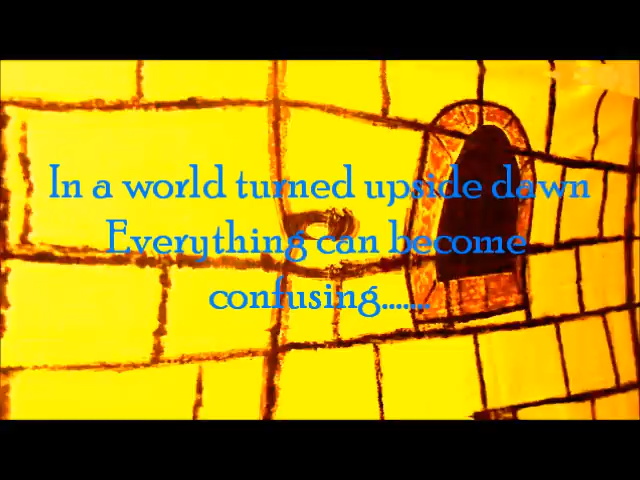 In a world turned upside dawn
Everything can become
confusing.......